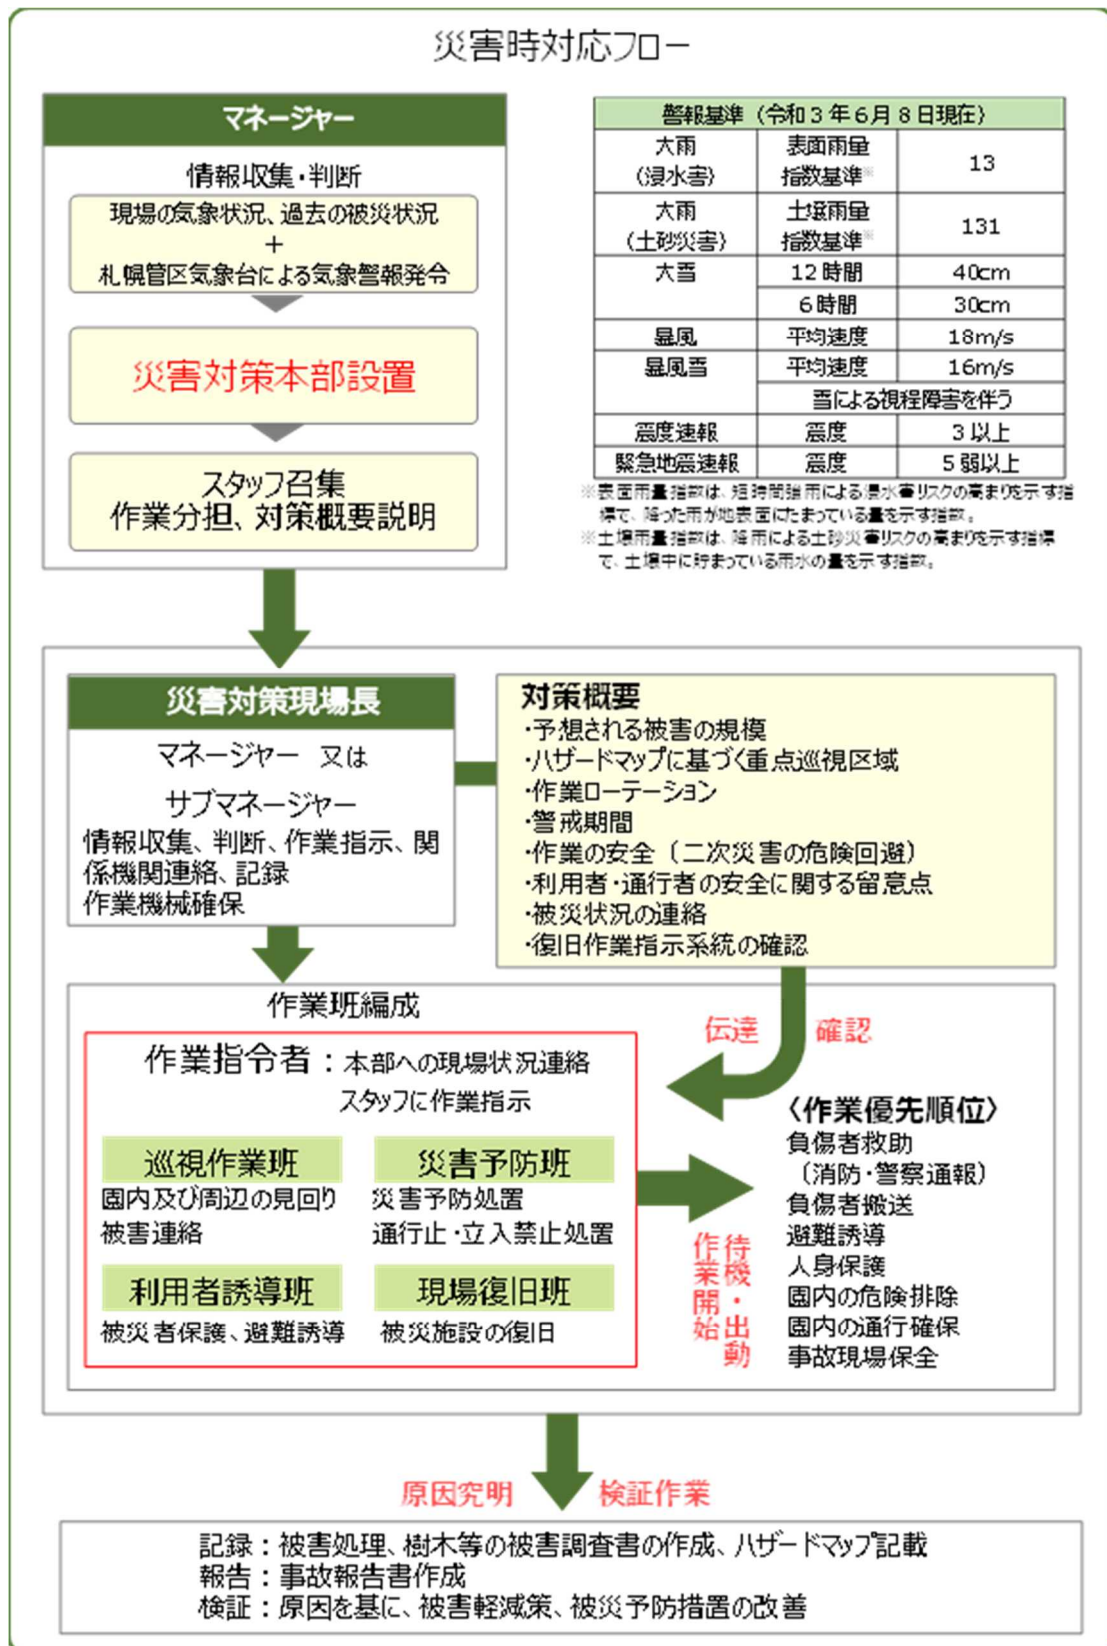 災害時対応フロー
マネージャー
情報収集・判断
現場の気象状況、過去の被災状況
+
札幌管区気象台による気象警報発令
災害対策本部設置
スタッフ召集
作業分担、対策概要説明
警報基準（令和3年6月8日現在）
大雨 表面雨量 13
（浸水害） 指数基準※
大雨 土壌雨量 131
（土砂災害） 指数基準※
大雪 12時間 40cm
6時間 30cm
暴風 平均速度 18m/s
暴風雪 平均速度 16m/s
雪による視程障害を伴う
震度速報 震度 3以上
緊急地震速報 震度 5弱以上
※表面雨量指数は、短時間強雨による浸水害リスクの高まりを示す指
標で、降った雨が地表面にたまっている量を示す指数。
※土壌雨量指数は、降雨による土砂災害リスクの高まりを示す指標
で、土壌中に貯まっている雨水の量を示す指数。
災害対策現場長
マネージャー 又は
サブマネージャー
情報収集、判断、作業指示、関
係機関連絡、記録
作業機械確保
対策概要
・予想される被害の規模
・ハザードマップに基づく重点巡視区域
・作業ローテーション
・警戒期間
・作業の安全（二次災害の危険回避）
・利用者・通行者の安全に関する留意点
・被災状況の連絡
・復旧作業指示系統の確認
伝達 確認
作業班編成
作業指令者：本部への現場状況連絡
スタッフに作業指示
巡視作業班
園内及び周辺の見回り
被害連絡
災害予防班
災害予防処置
通行止・立入禁止処置
利用者誘導班
被災者保護、避難誘導
現場復旧班
被災施設の復旧
待機・出動
作業開始
〈作業優先順位〉
負傷者救助
（消防・警察通報）
負傷者搬送
避難誘導
人身保護
園内の危険排除
園内の通行確保
事故現場保全
原因究明 検証作業
記録：被害処理、樹木等の被害調査書の作成、ハザードマップ記載
報告：事故報告書作成
検証：原因を基に、被害軽減策、被災予防措置の改善